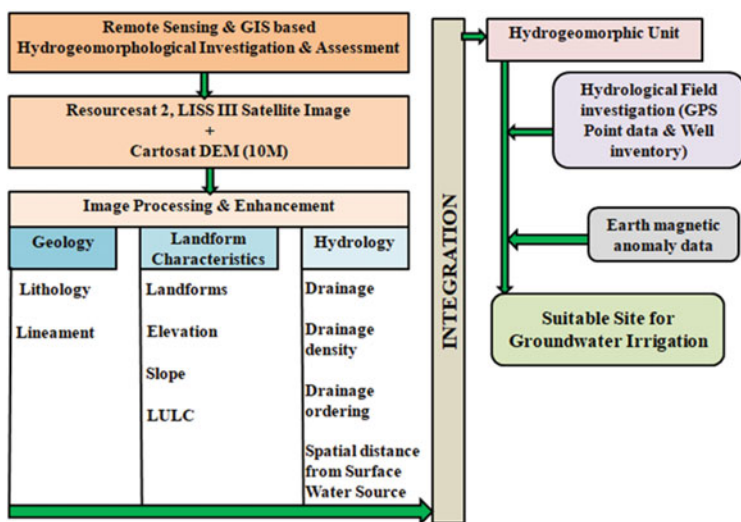 Remote Sensing & GIS based
Hydrogeomorphological Investigation & Assessment
Resourcesat 2, LISS III Satellite Image
+
Cartosat DEM (10M)
Image Processing & Enhancement
Geology
Lithology
Lineament
Landform
Characteristics
Landforms
Elevation
Slope
LULC
Hydrology
Drainage
Drainage
density
Drainage
ordering
Spatial distance
from Surface
Water Source
INTEGRATION
Hydrogeomorphic Unit
Hydrological Field
investigation (GPS
Point data & Well
inventory)
Earth magnetic
anomaly data
Suitable Site for
Groundwater Irrigation